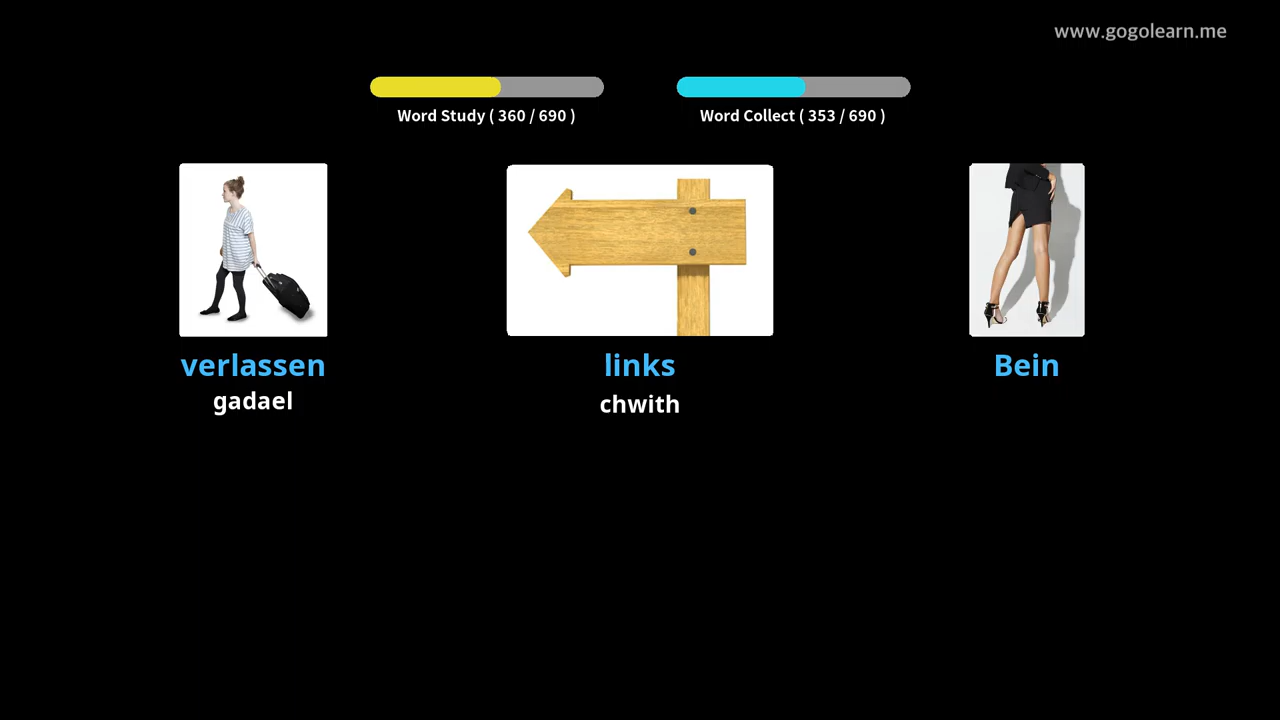 www.gogolearn.me
Word Study ( 360 / 690 )
Word Collect ( 353 / 690 )
verlassen
gadael
links
chwith
Bein